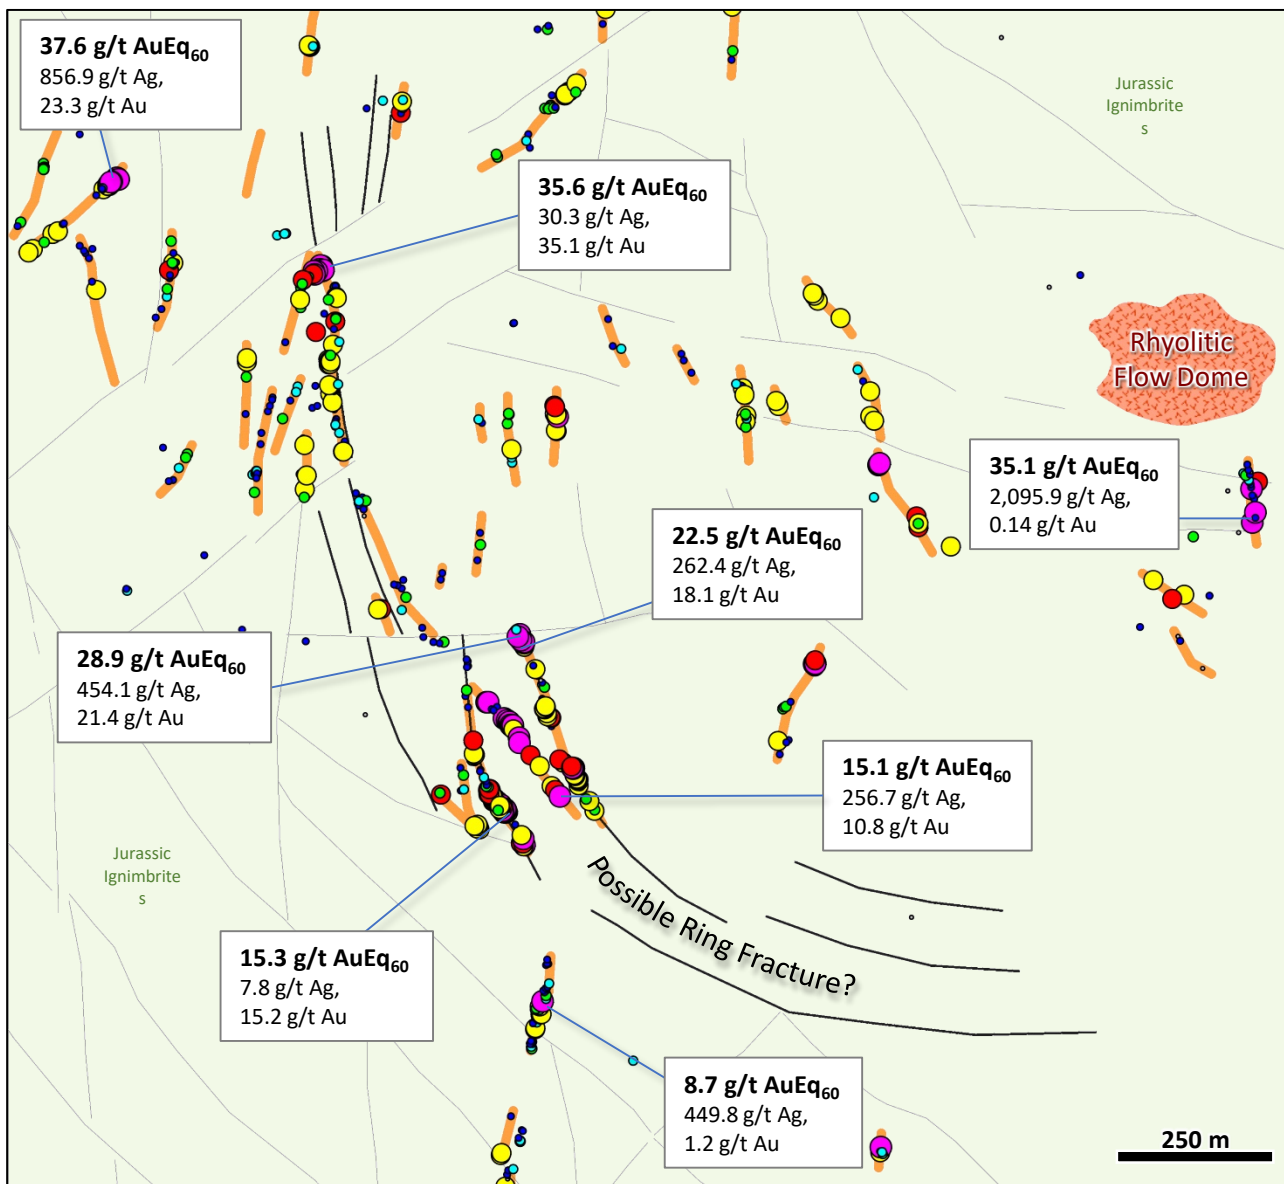 37.6 g/t AuEq60
856.9 g/t Ag,
23.3 g/t Au
Jurassic
Ignimbrite
s
35.6 g/t AuEq60
30.3 g/t Ag,
35.1 g/t Au
Rhyolitic
Flow Dome
35.1 g/t AuEq60
2,095.9 g/t Ag,
0.14 g/t Au
22.5 g/t AuEq60
262.4 g/t Ag,
18.1 g/t Au
28.9 g/t AuEq60
454.1 g/t Ag,
21.4 g/t Au
15.1 g/t AuEq60
256.7 g/t Ag,
10.8 g/t Au
Jurassic
Ignimbrite
s
Possible Ring Fracture?
15.3 g/t AuEq60
7.8 g/t Ag,
15.2 g/t Au
8.7 g/t AuEq60
449.8 g/t Ag,
1.2 g/t Au
250 m